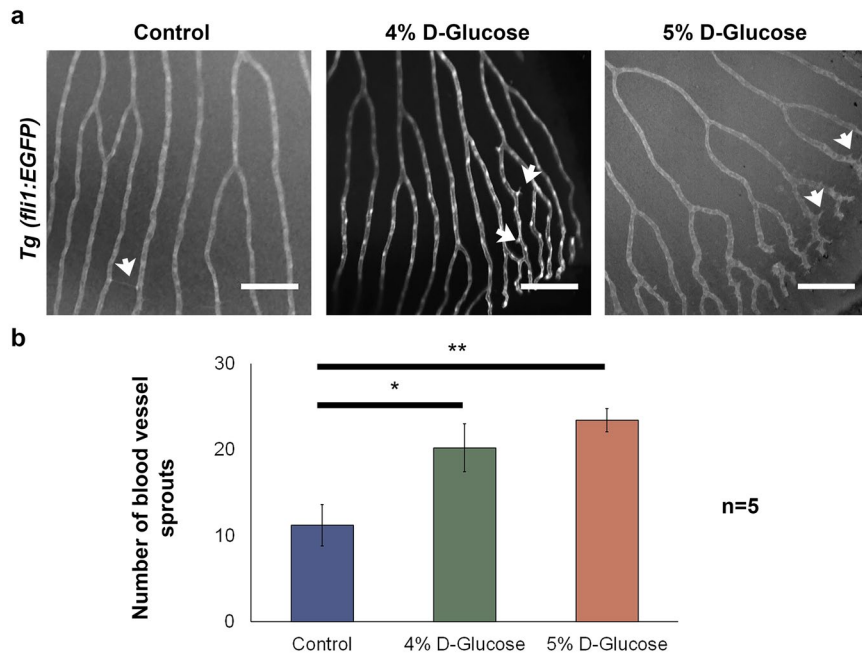 a
Control
4% D-Glucose
5% D-Glucose
Tg (fli1:EGFP)
b
Number of blood vessel
sprouts
30
20
10
0
*
**
n=5
Control
4% D-Glucose
5% D-Glucose